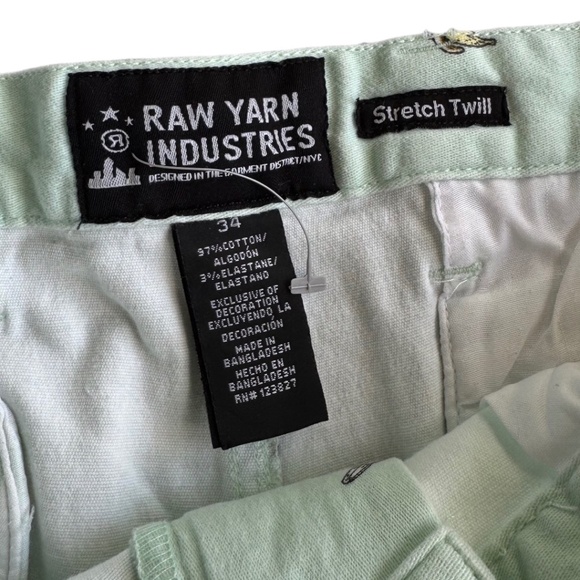 RAW YARN
INDUSTRIES
DESIGNED IN THE GARMENT DISTRICT/NYC
Stretch Twill
34
97%COTTON/
ALGODÓN
3%ELASTANE/
ELASTANO
EXCLUSIVE OF
DECORATION
EXCLUYENDO LA
DECORACIÓN
MADE IN
BANGLADESH
HECHO EN
BANGLADESH
RN# 123827